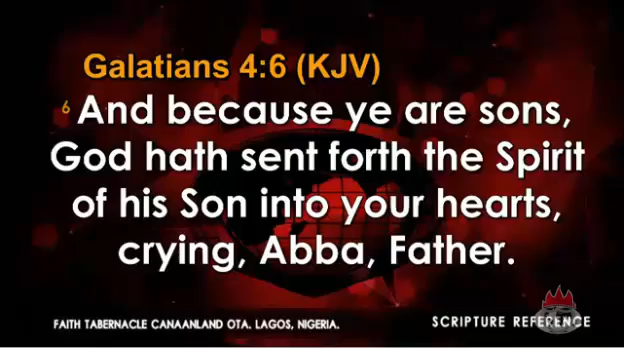 Galatians 4:6 (KJV)
6 And because ye are sons,
God hath sent forth the Spirit
of his Son into your hearts,
crying, Abba, Father.
FAITH TABERNACLE CANAANLAND OTA. LAGOS, NIGERIA.
SCRIPTURE REFERENCE